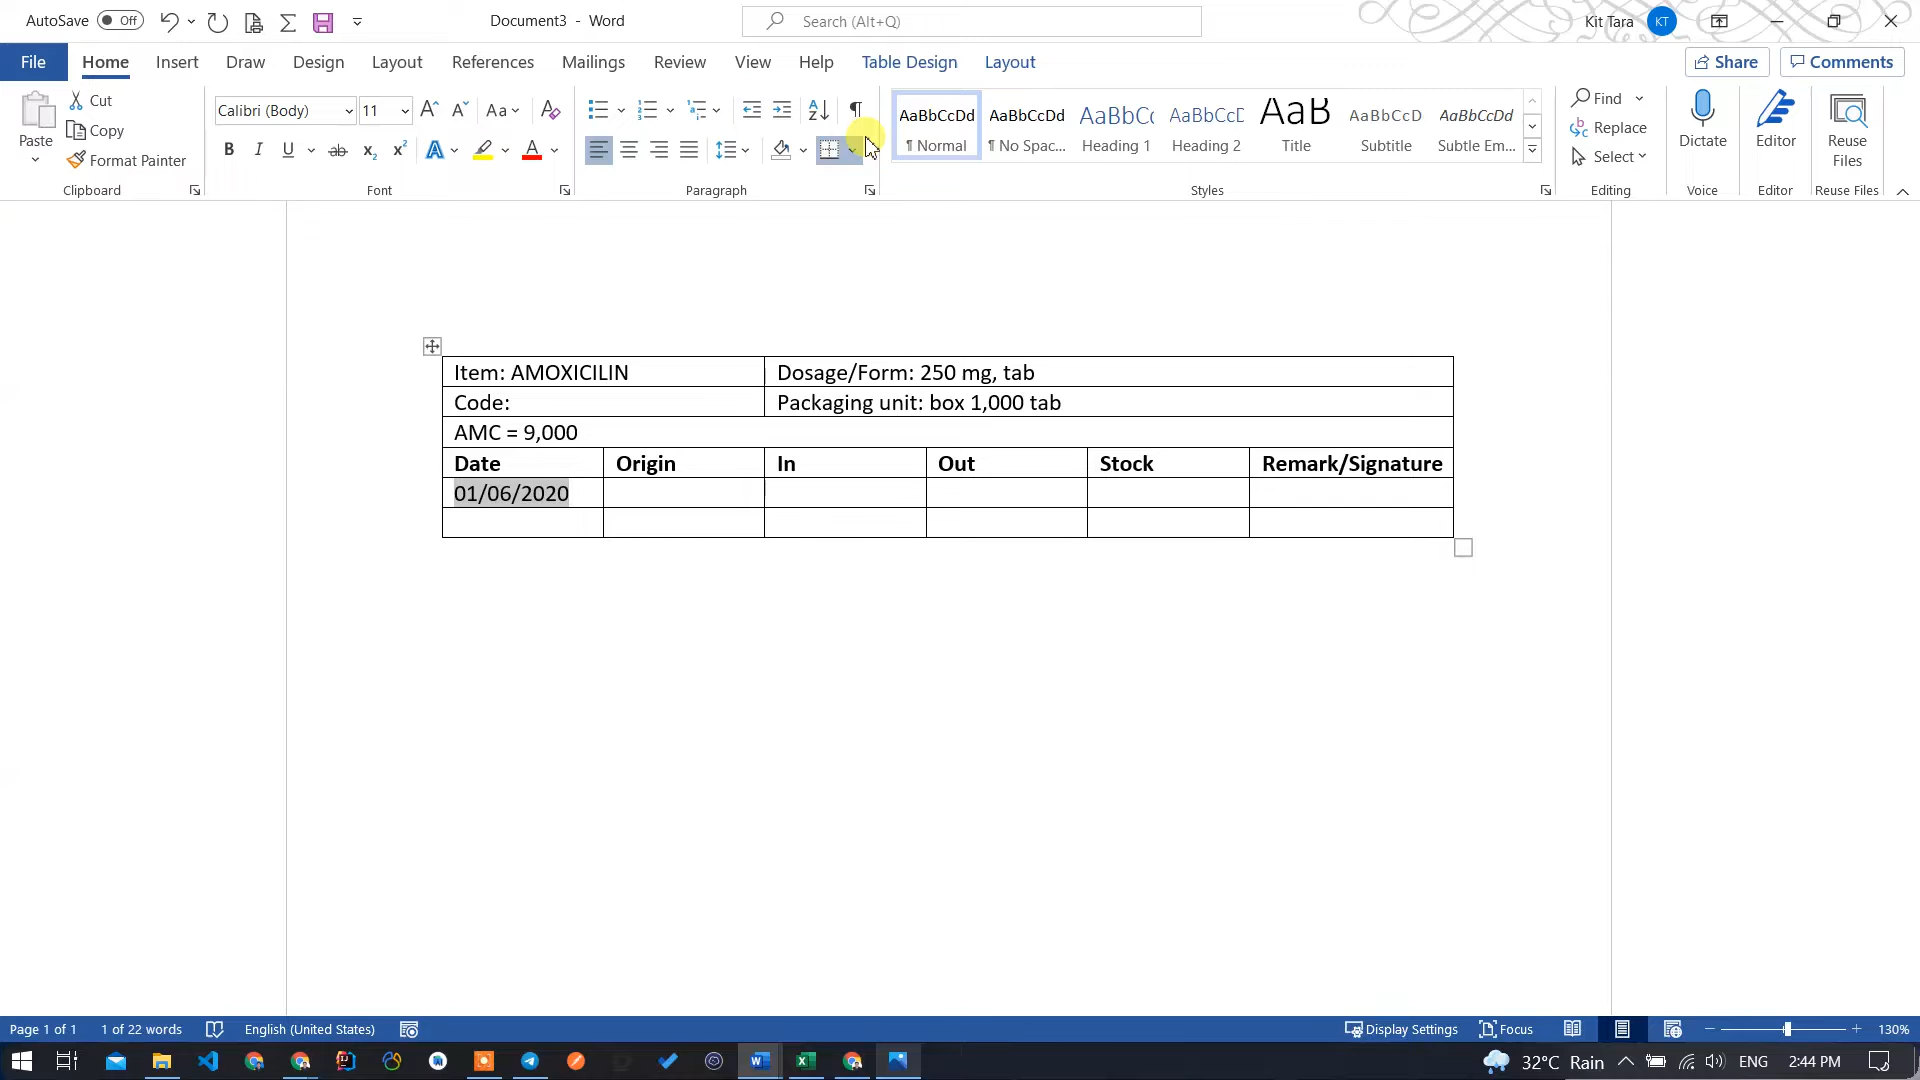 AutoSave Off Document3 - Word Search (Alt+Q) Kit Tara KT
File Home Insert Draw Design Layout References Mailings Review View Help Table Design Layout Share Comments
Paste Cut Copy Format Painter
Clipboard
Calibri (Body) 11 Aa
B I U ab x₂ x² A A
Font
Paragraph
AaBbCcDd AaBbCcDd AaBbCc AaBbCcD AaB AaBbCcD AaBbCcDd
¶ Normal ¶ No Spac... Heading 1 Heading 2 Title Subtitle Subtle Em...
Styles
Find
Replace
Select
Editing
Dictate
Voice
Editor
Editor
Reuse Files
Reuse Files
Item: AMOXICILIN Dosage/Form: 250 mg, tab
Code: Packaging unit: box 1,000 tab
AMC = 9,000
Date Origin In Out Stock Remark/Signature
01/06/2020
Page 1 of 1 1 of 22 words English (United States) Display Settings Focus 130%
32°C Rain ENG 2:44 PM